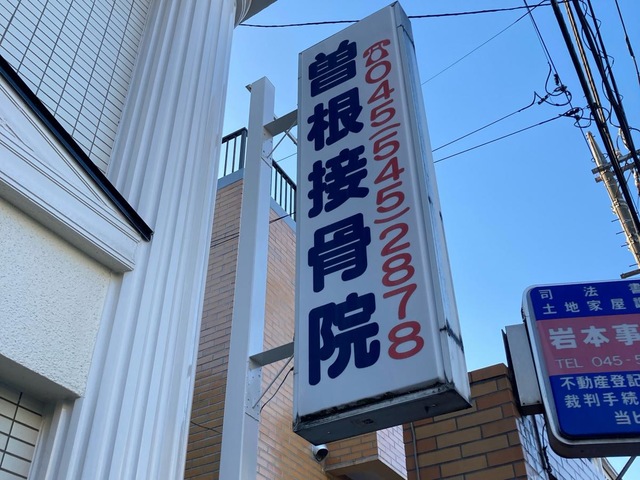 ☎045(545)2878
曽根接骨院
司法書
土地家屋
岩本事
TEL 045-5
不動産登記
裁判手続
当ビ